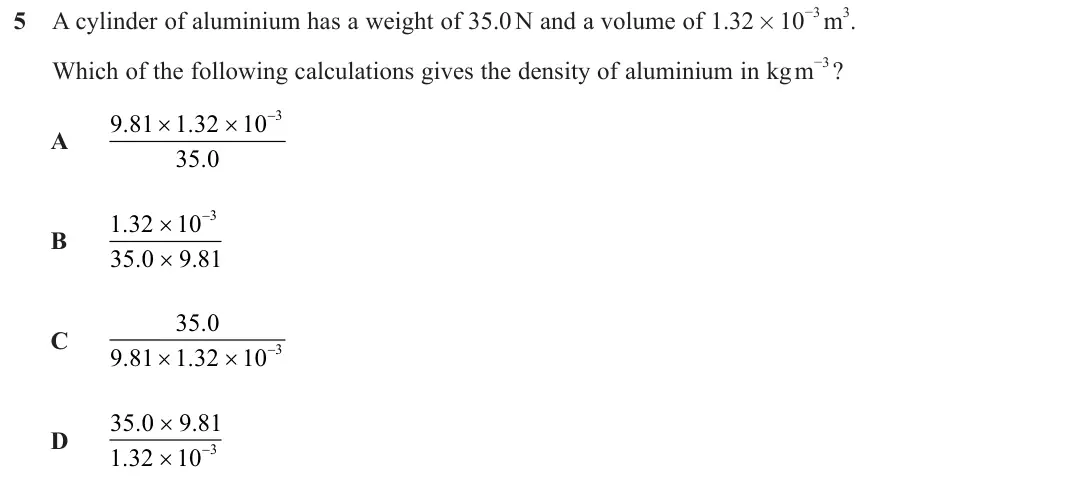 5 A cylinder of aluminium has a weight of 35.0 N and a volume of 1.32 × 10⁻³ m³.
Which of the following calculations gives the density of aluminium in kg m⁻³?
A
9.81 × 1.32 × 10⁻³
35.0
B
1.32 × 10⁻³
35.0 × 9.81
C
35.0
9.81 × 1.32 × 10⁻³
D
35.0 × 9.81
1.32 × 10⁻³